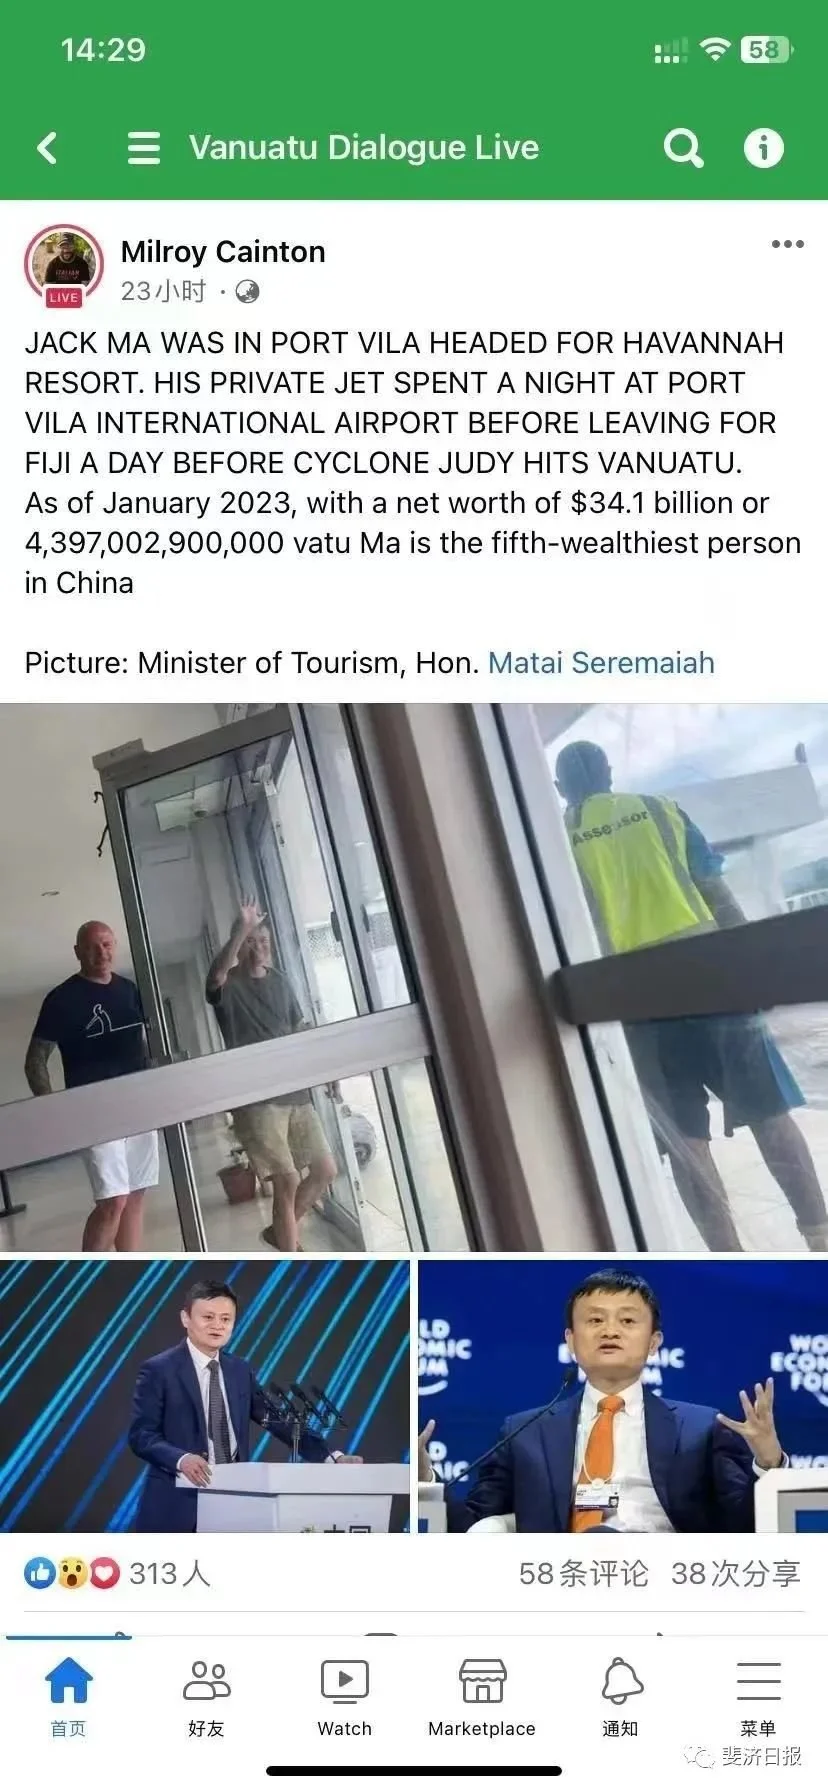 14:29
58
Vanuatu Dialogue Live
Milroy Cainton
LIVE
23小时 ·
JACK MA WAS IN PORT VILA HEADED FOR HAVANNAH
RESORT. HIS PRIVATE JET SPENT A NIGHT AT PORT
VILA INTERNATIONAL AIRPORT BEFORE LEAVING FOR
FIJI A DAY BEFORE CYCLONE JUDY HITS VANUATU.
As of January 2023, with a net worth of $34.1 billion or
4,397,002,900,000 vatu Ma is the fifth-wealthiest person
in China
Picture: Minister of Tourism, Hon. Matai Seremaiah
Assessor
313人
58条评论 38次分享
首页
好友
Watch
Marketplace
通知
菜单
斐济日报